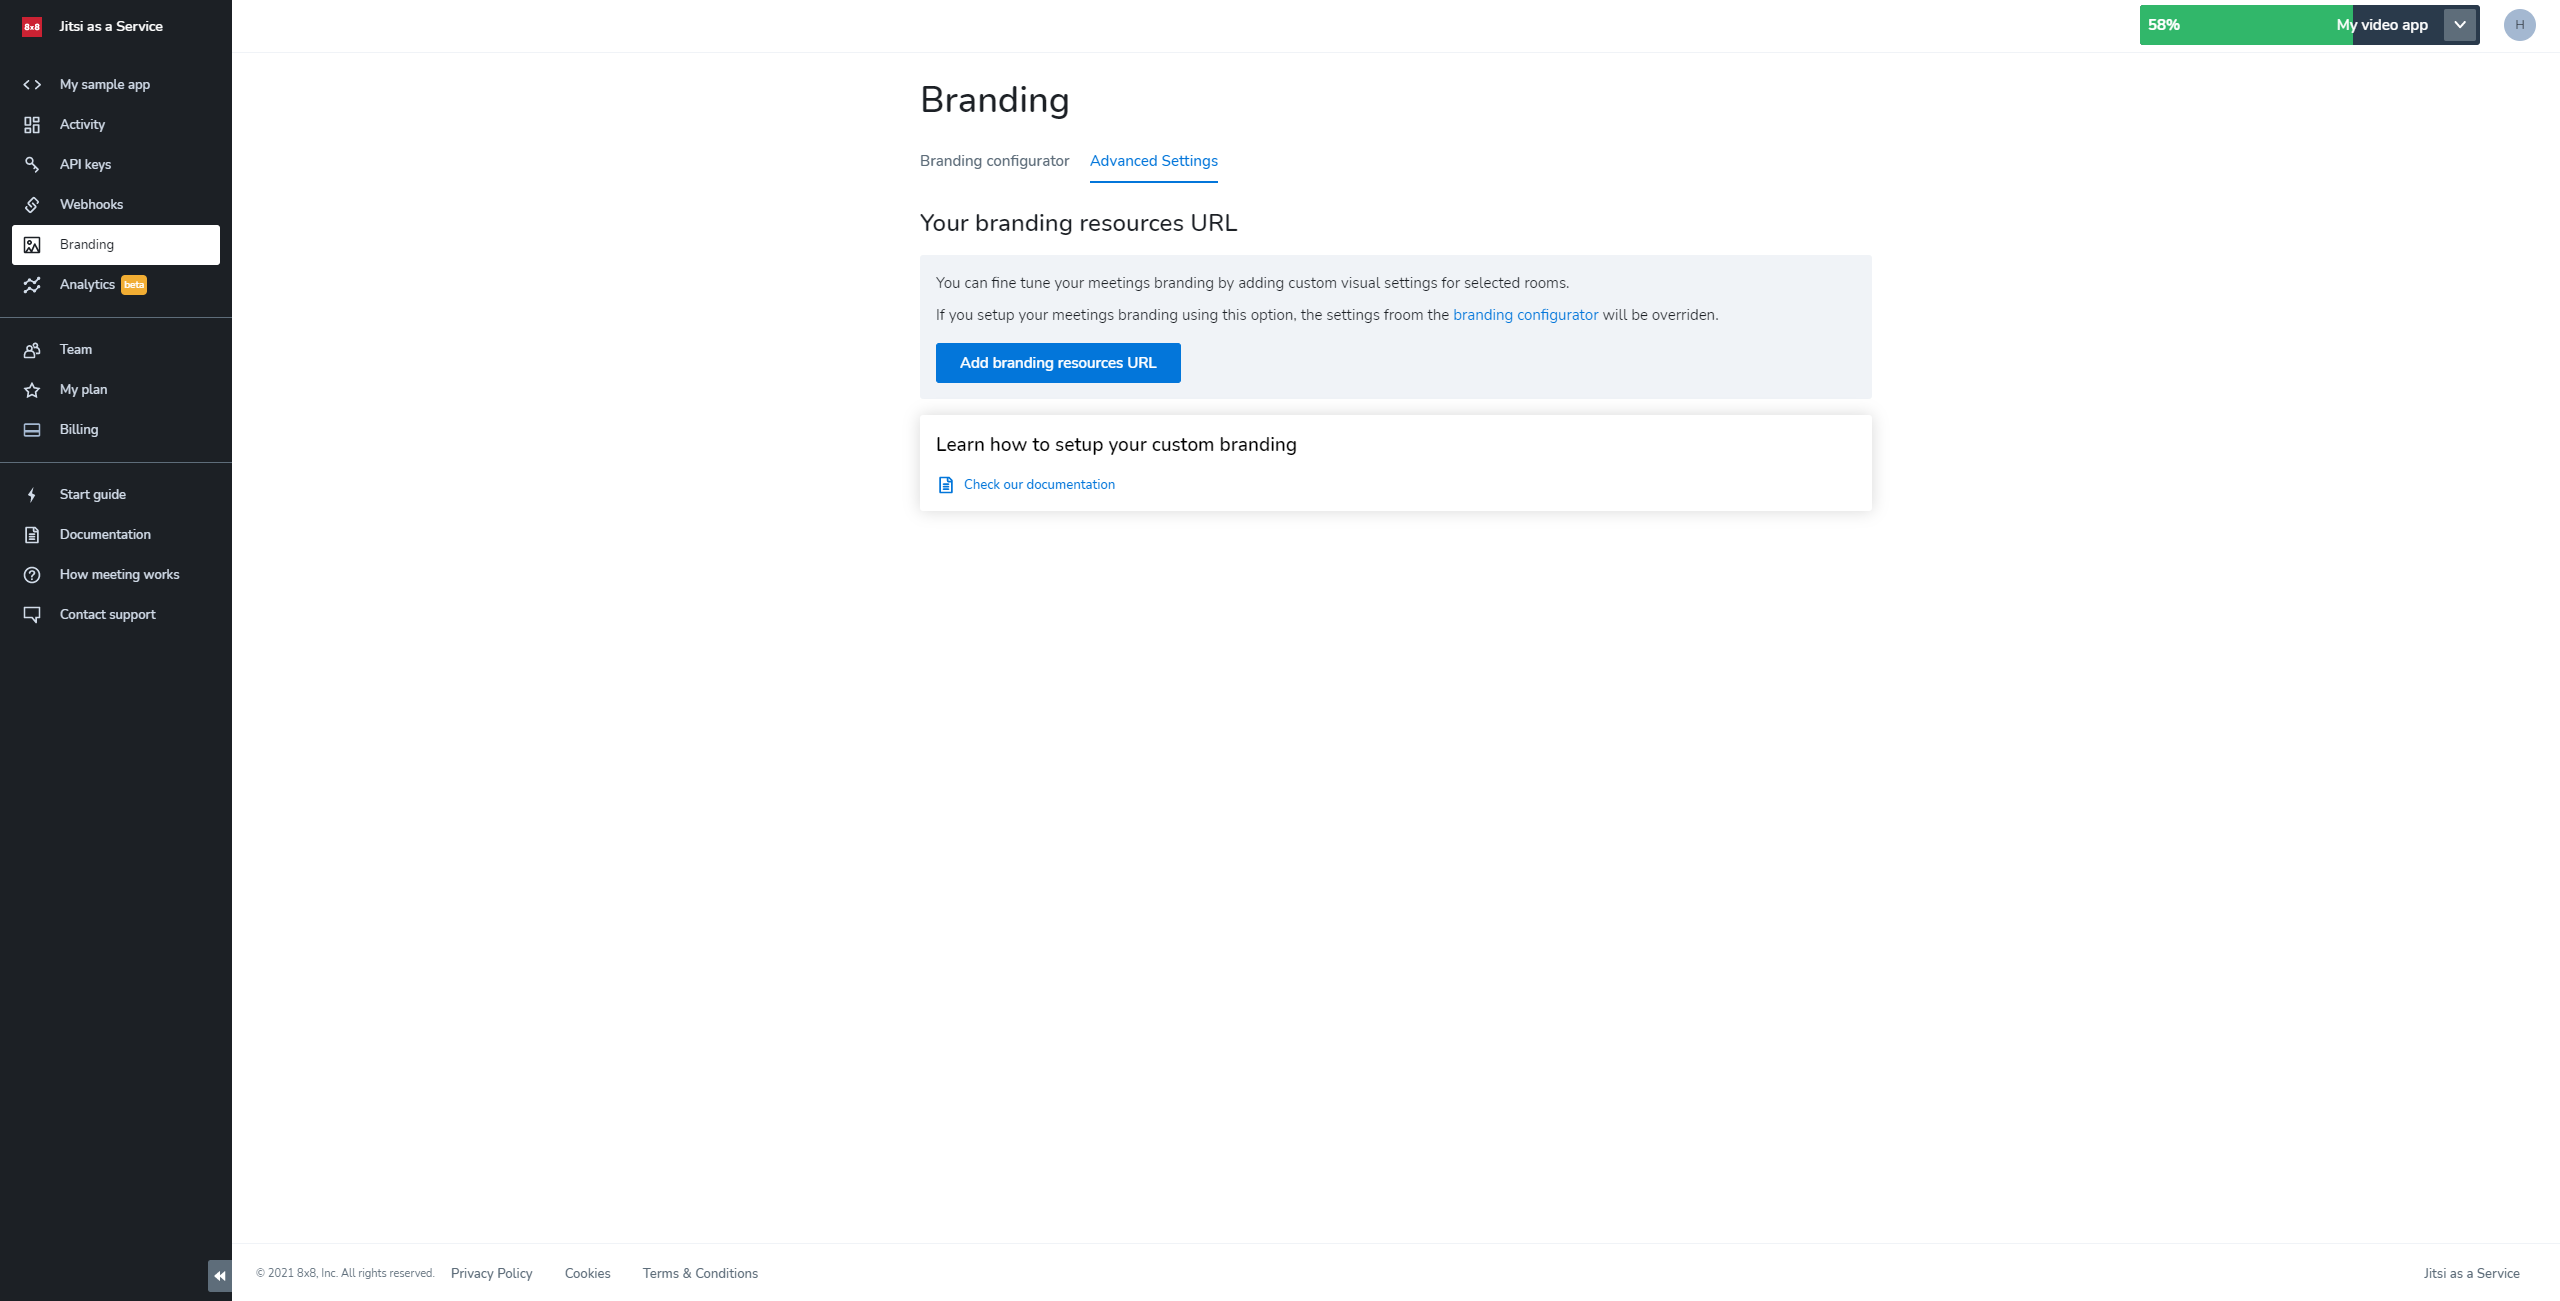 8x8 Jitsi as a Service
58% My video app H
My sample app
Activity
API keys
Webhooks
Branding
Analytics beta
Team
My plan
Billing
Start guide
Documentation
How meeting works
Contact support
Branding
Branding configurator Advanced Settings
Your branding resources URL
You can fine tune your meetings branding by adding custom visual settings for selected rooms.
If you setup your meetings branding using this option, the settings froom the branding configurator will be overriden.
Add branding resources URL
Learn how to setup your custom branding
Check our documentation
© 2021 8x8, Inc. All rights reserved. Privacy Policy Cookies Terms & Conditions Jitsi as a Service